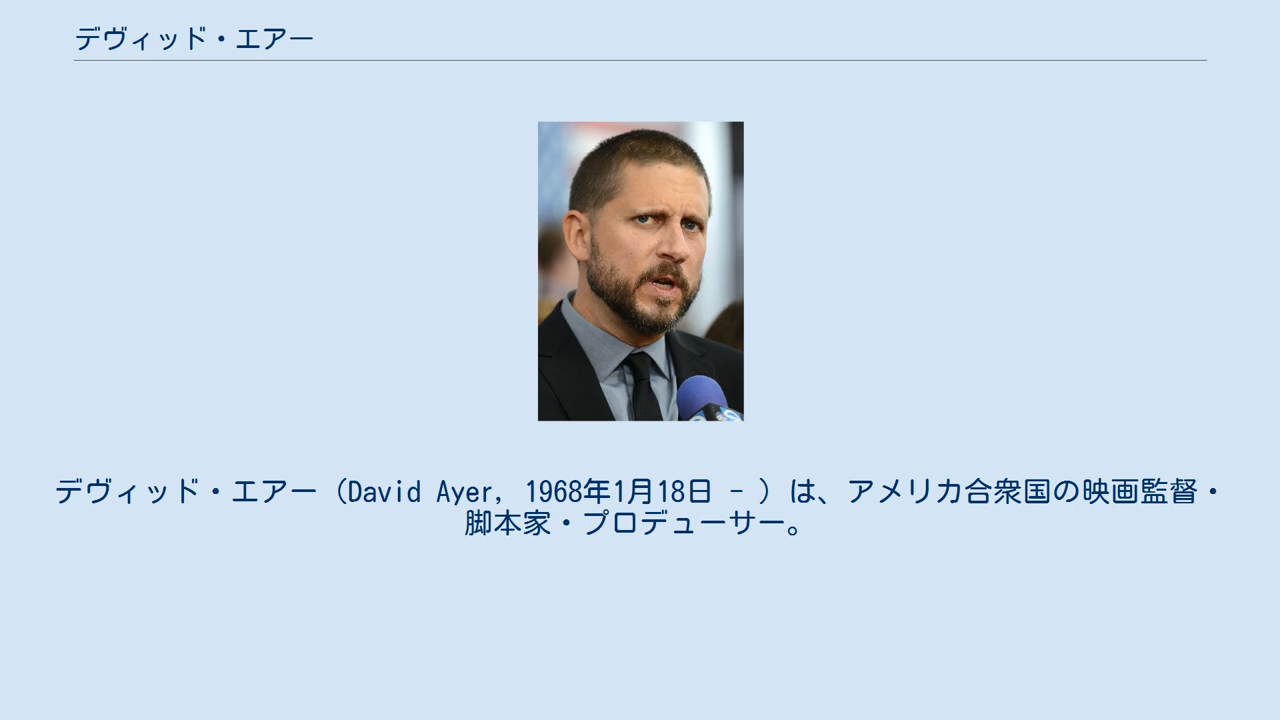 デヴィッド・エアー
デヴィッド・エアー（David Ayer, 1968年1月18日 - ）は、アメリカ合衆国の映画監督・
脚本家・プロデューサー。